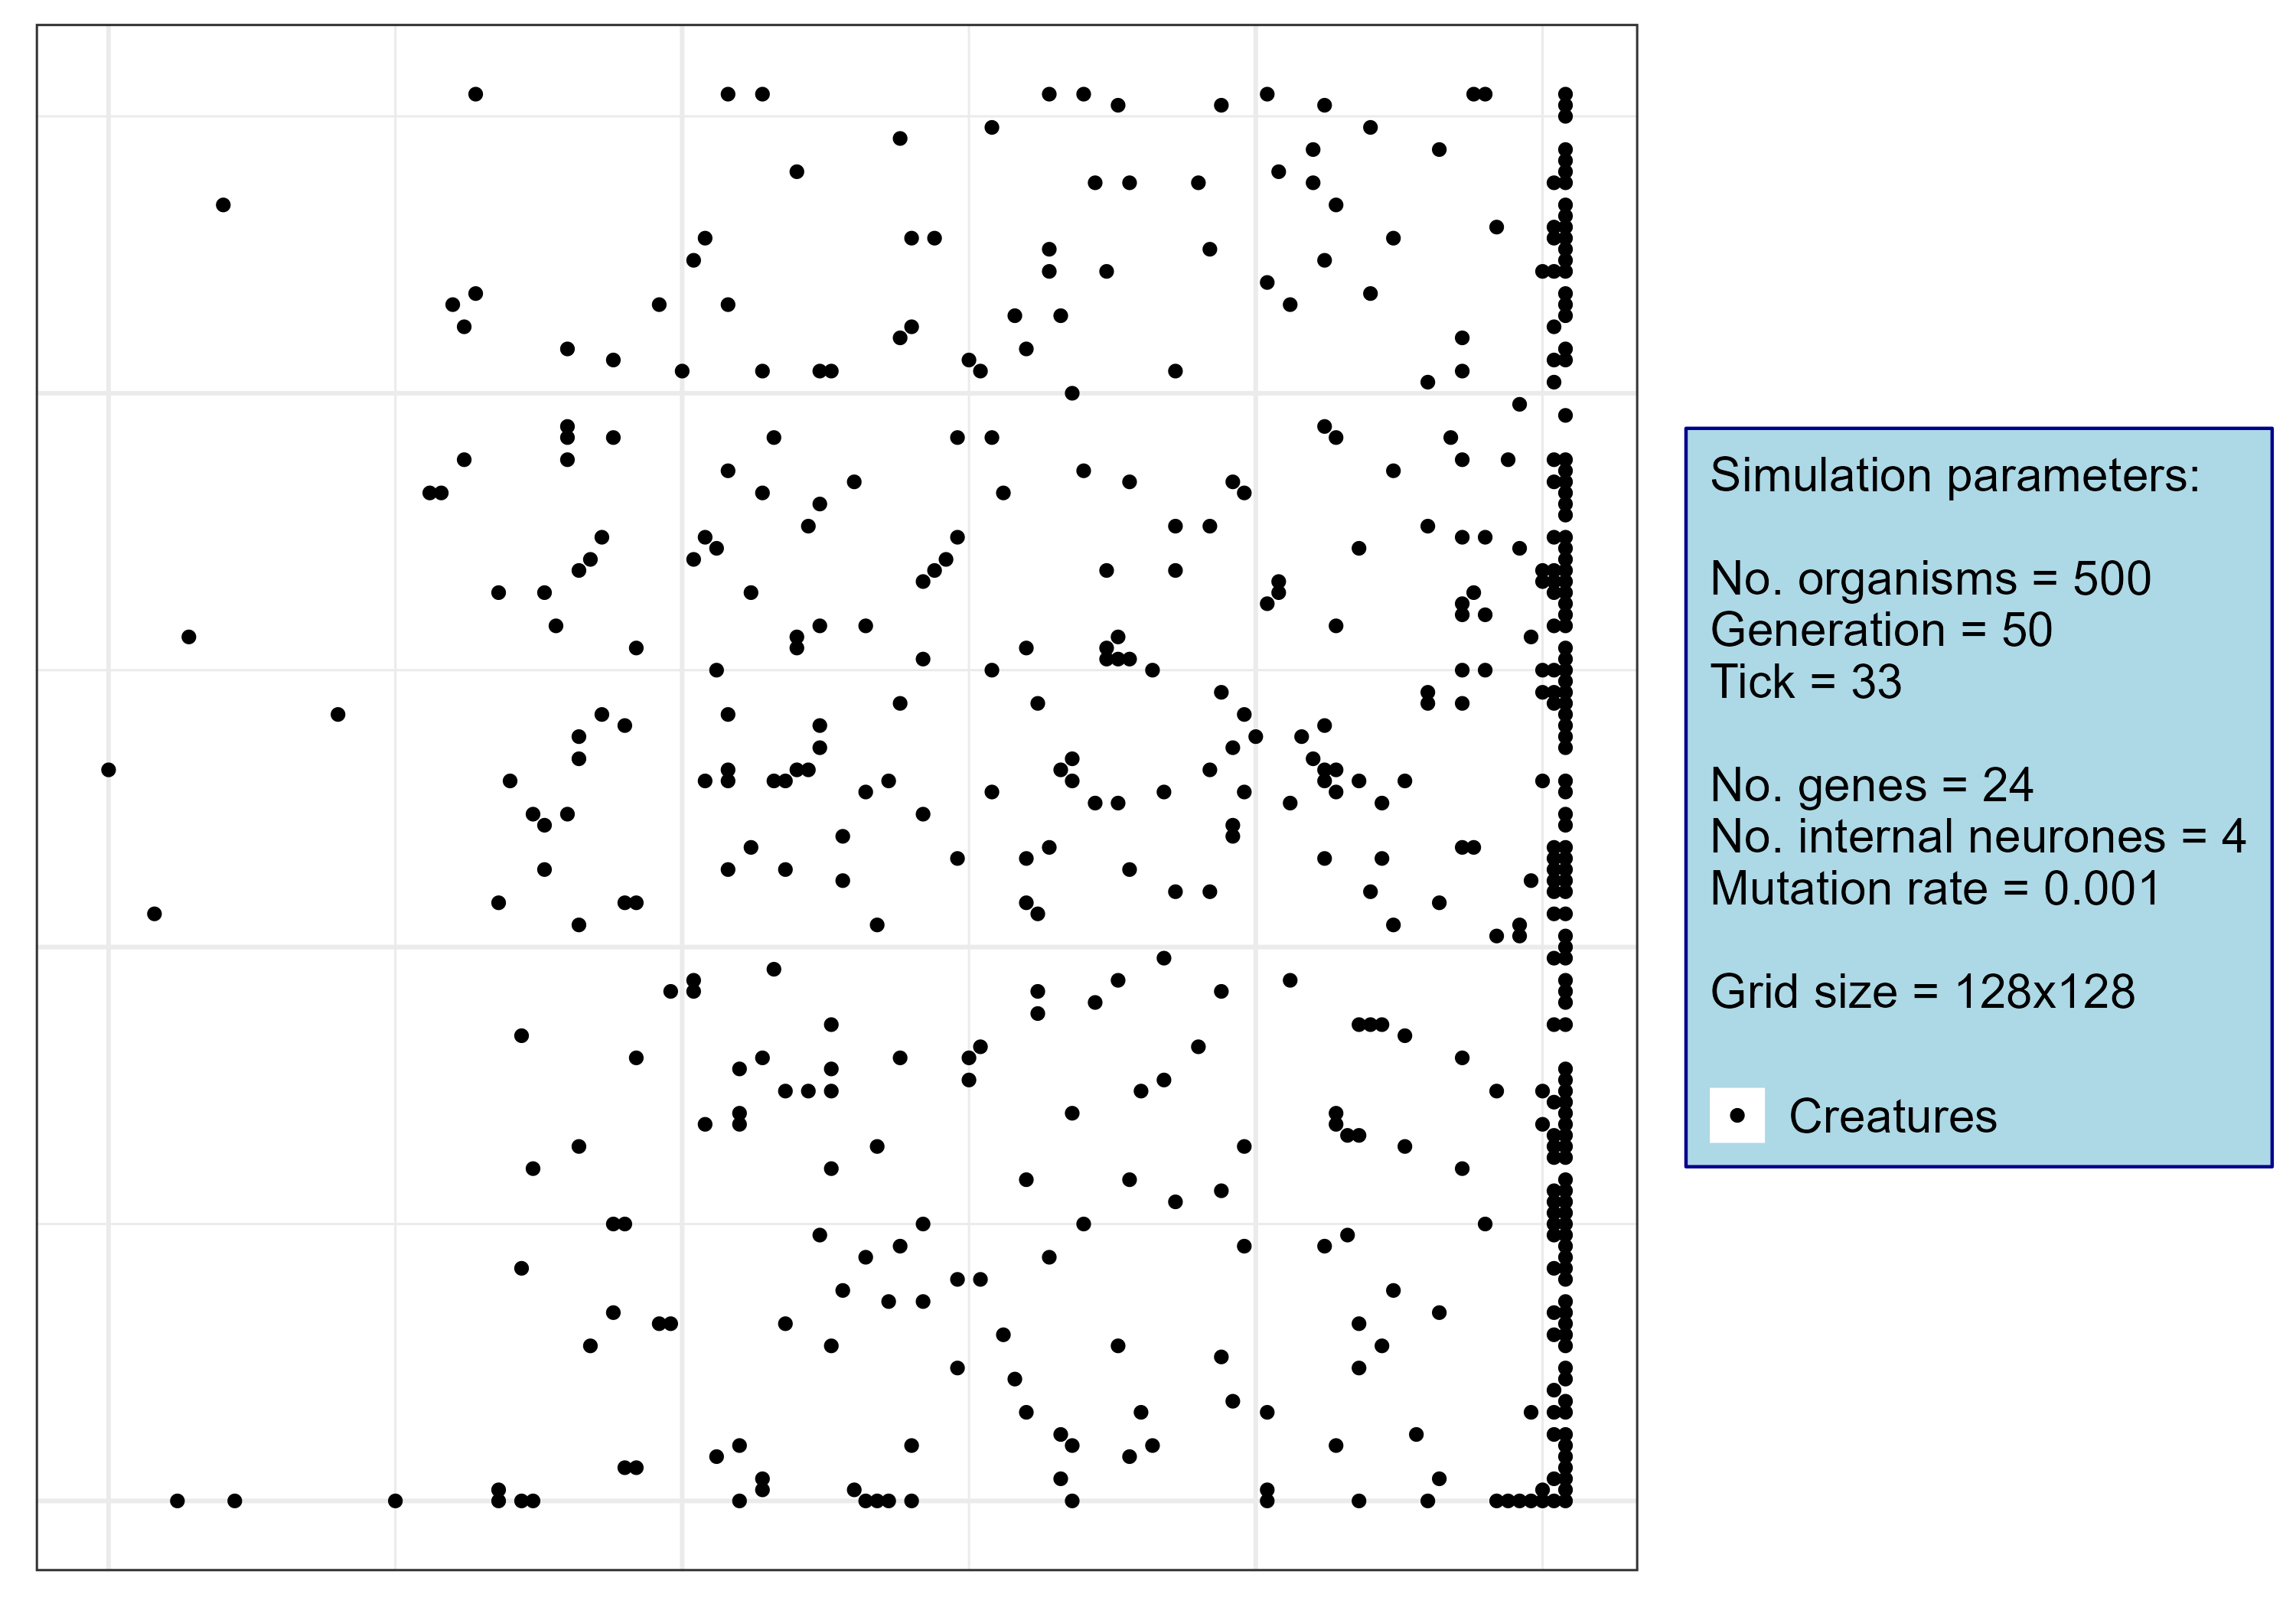 Simulation parameters:
No. organisms = 500
Generation = 50
Tick = 33
No. genes = 24
No. internal neurones = 4
Mutation rate = 0.001
Grid size = 128x128
Creatures